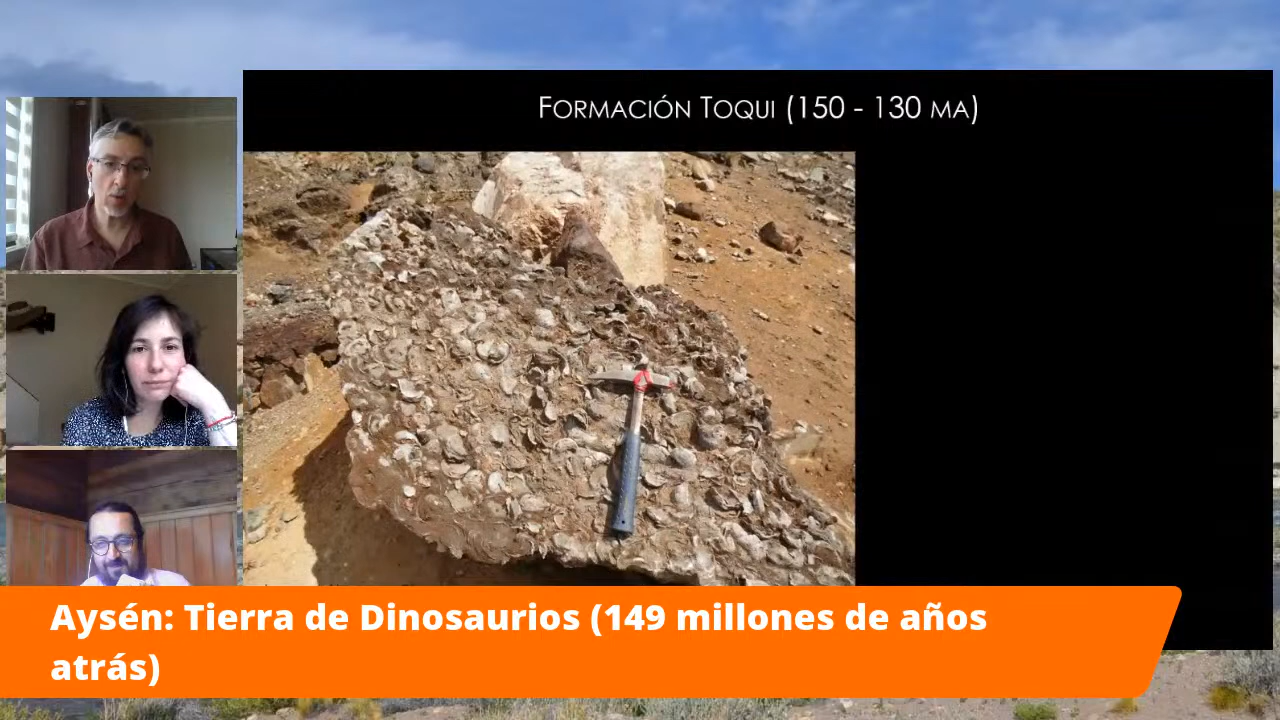 FORMACIÓN TOQUI (150 - 130 MA)
Aysén: Tierra de Dinosaurios (149 millones de años
atrás)